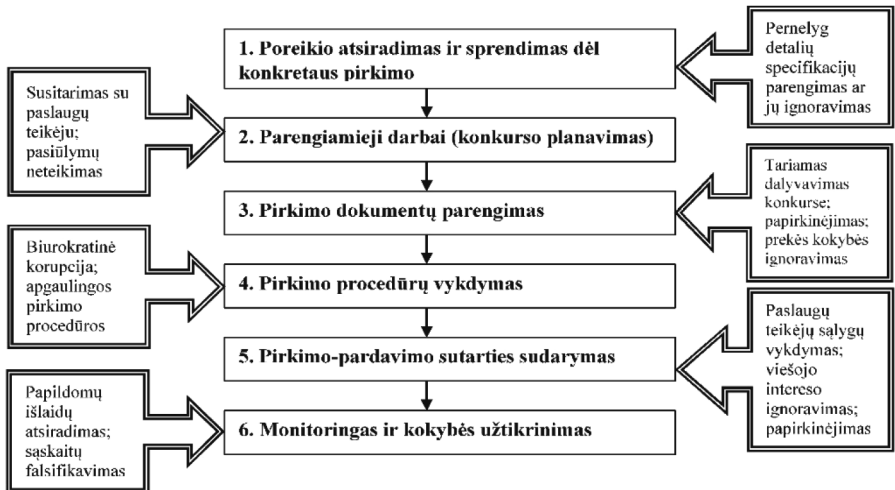 1. Poreikio atsiradimas ir sprendimas dėl
konkretaus pirkimo
Pernelyg
detalių
specifikacijų
parengimas ar
jų ignoravimas
Susitarimas su
paslaugų
teikėju;
pasiūlymų
neteikimas
2. Parengiamieji darbai (konkurso planavimas)
3. Pirkimo dokumentų parengimas
Tariamas
dalyvavimas
konkurse;
papirkinėjimas;
prekės kokybės
ignoravimas
Biurokratinė
korupcija;
apgaulingos
pirkimo
procedūros
4. Pirkimo procedūrų vykdymas
5. Pirkimo-pardavimo sutarties sudarymas
Paslaugų
teikėjų sąlygų
vykdymas;
viešojo
intereso
ignoravimas;
papirkinėjimas
Papildomų
išlaidų
atsiradimas;
sąskaitų
falsifikavimas
6. Monitoringas ir kokybės užtikrinimas